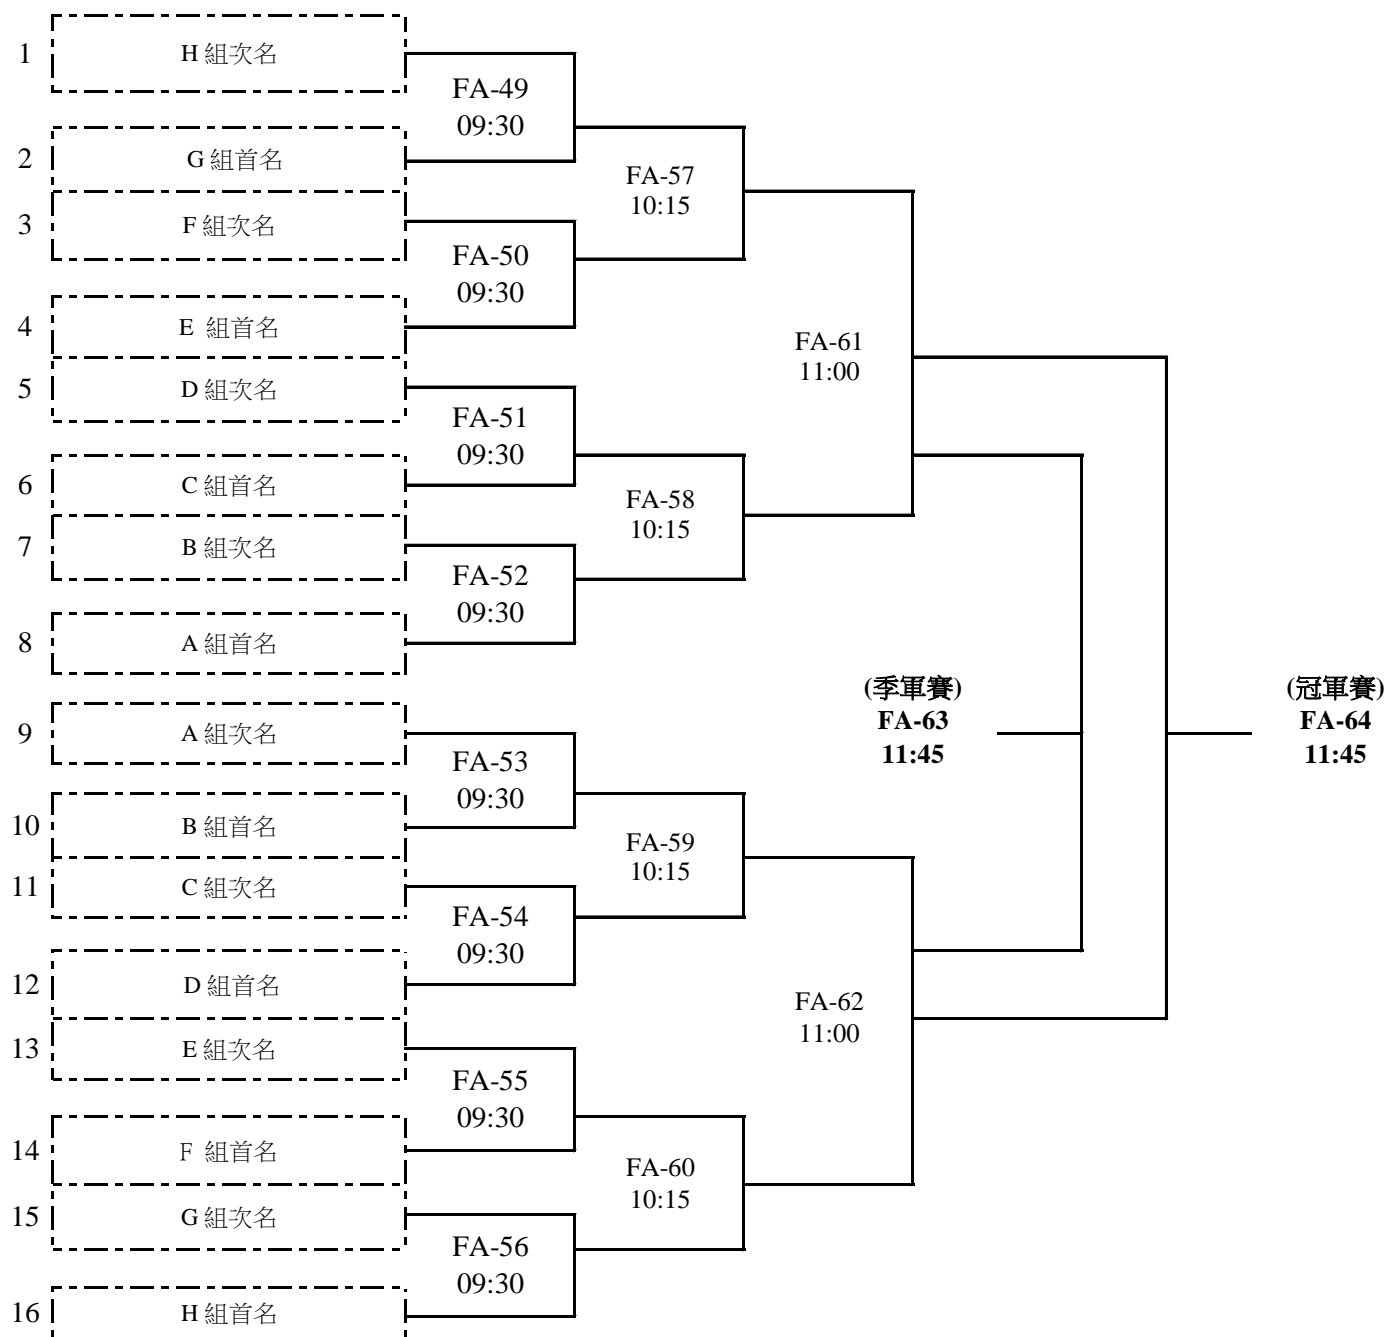 1
H 組次名
FA-49
09:30
2
G 組首名
FA-57
10:15
3
F 組次名
FA-50
09:30
4
E 組首名
FA-61
11:00
5
D 組次名
FA-51
09:30
6
C 組首名
FA-58
10:15
7
B 組次名
FA-52
09:30
8
A 組首名
(季軍賽)
FA-63
11:45
(冠軍賽)
FA-64
11:45
9
A 組次名
FA-53
09:30
10
B 組首名
FA-59
10:15
11
C 組次名
FA-54
09:30
12
D 組首名
FA-62
11:00
13
E 組次名
FA-55
09:30
14
F 組首名
FA-60
10:15
15
G 組次名
FA-56
09:30
16
H 組首名